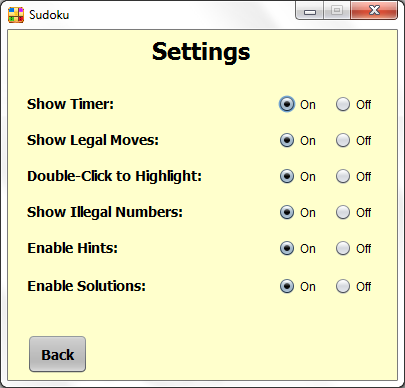 Sudoku
Settings
Show Timer: On Off
Show Legal Moves: On Off
Double-Click to Highlight: On Off
Show Illegal Numbers: On Off
Enable Hints: On Off
Enable Solutions: On Off
Back